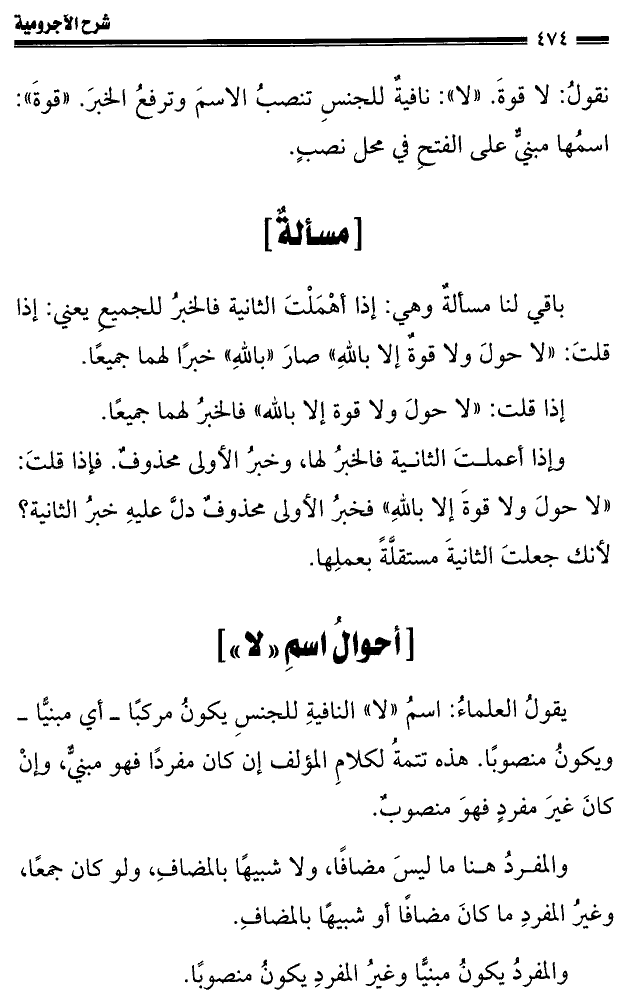 شرح الآجرومية
٤٧٤
نقولُ: لا قوةَ. «لا»: نافيةٌ للجنسِ تنصبُ الاسمَ وترفعُ الخبرَ. «قوةَ»:
اسمُها مبنيٌّ على الفتحِ في محل نصبٍ.
[مسألةٌ]
باقي لنا مسألةٌ وهي: إذا أهْمَلْتَ الثانية فالخبرُ للجميعِ يعني: إذا
قلتَ: «لا حولَ ولا قوةٌ إلا باللهِ» صارَ «باللهِ» خبرًا لهما جميعًا.
إذا قلت: «لا حولَ ولا قوة إلا بالله» فالخبرُ لهما جميعًا.
وإذا أعملـتَ الثانـية فالخبرُ لها، وخبرُ الأولى محذوفٌ. فإذا قلتَ:
«لا حولَ ولا قوةَ إلا باللهِ» فخبرُ الأولى محذوفٌ دلَّ عليهِ خبرُ الثانية؟
لأنك جعلتَ الثانيةَ مستقلَّةً بعملِها.
[أحوالُ اسمِ «لا»]
يقولُ العلماءُ: اسمُ «لا» النافيةِ للجنسِ يكونُ مركبًا ـ أي مبنيًّا ـ
ويكونُ منصوبًا. هذه تتمةُ لكلامِ المؤلف إن كان مفردًا فهو مبنيٌّ، وإنْ
كانَ غيرَ مفردٍ فهوَ منصوبٌ.
والمفـردُ هـنا ما ليسَ مضافًا، ولا شبيهًا بالمضافِ، ولو كان جمعًا،
وغيرُ المفردِ ما كانَ مضافًا أو شبيهًا بالمضافِ.
والمفردُ يكونُ مبنيًّا وغيرُ المفردِ يكونُ منصوبًا.